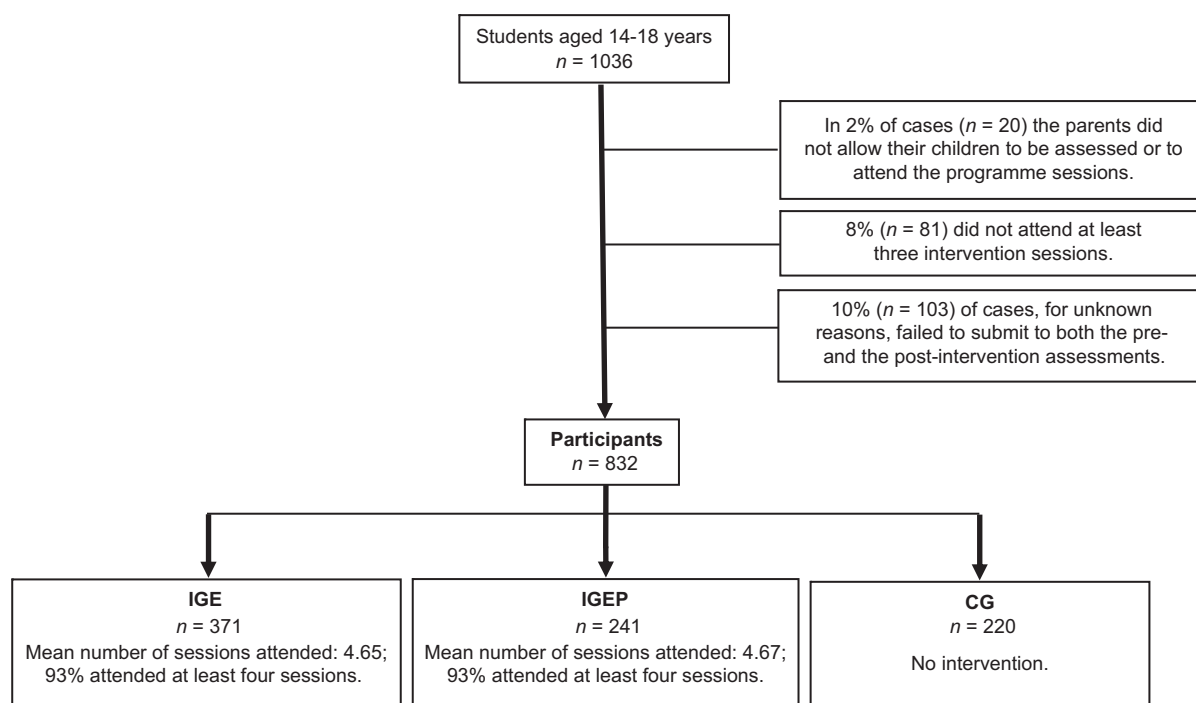 Students aged 14-18 years
n = 1036
In 2% of cases (n = 20) the parents did
not allow their children to be assessed or to
attend the programme sessions.
8% (n = 81) did not attend at least
three intervention sessions.
10% (n = 103) of cases, for unknown
reasons, failed to submit to both the pre-
and the post-intervention assessments.
Participants
n = 832
IGE
n = 371
Mean number of sessions attended: 4.65;
93% attended at least four sessions.
IGEP
n = 241
Mean number of sessions attended: 4.67;
93% attended at least four sessions.
CG
n = 220
No intervention.